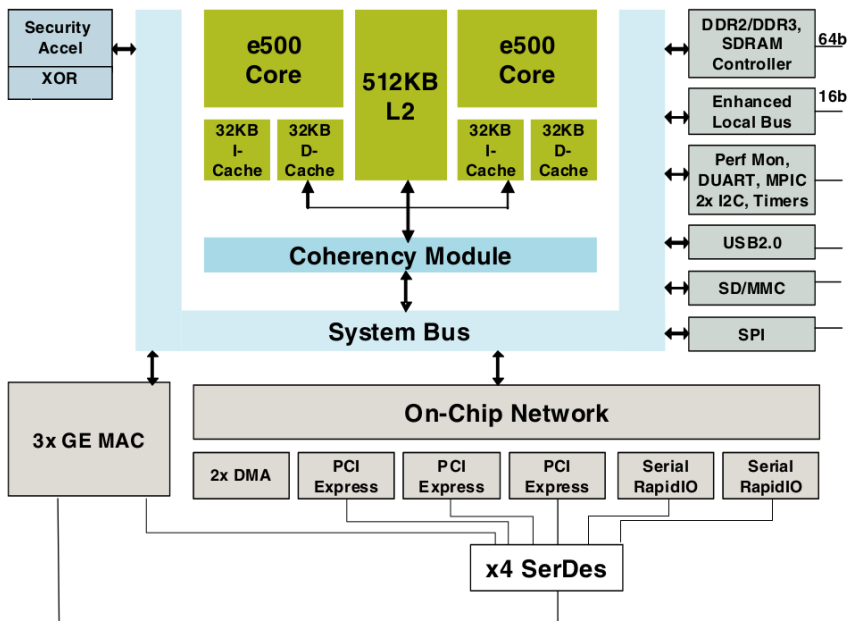 Security
Accel
XOR
e500
Core
512KB
L2
e500
Core
32KB
I-
Cache
32KB
D-
Cache
32KB
I-
Cache
32KB
D-
Cache
Coherency Module
System Bus
DDR2/DDR3,
SDRAM
Controller
64b
Enhanced
Local Bus
16b
Perf Mon,
DUART, MPIC
2x I2C, Timers
USB2.0
SD/MMC
SPI
3x GE MAC
On-Chip Network
2x DMA
PCI
Express
PCI
Express
PCI
Express
Serial
RapidIO
Serial
RapidIO
x4 SerDes